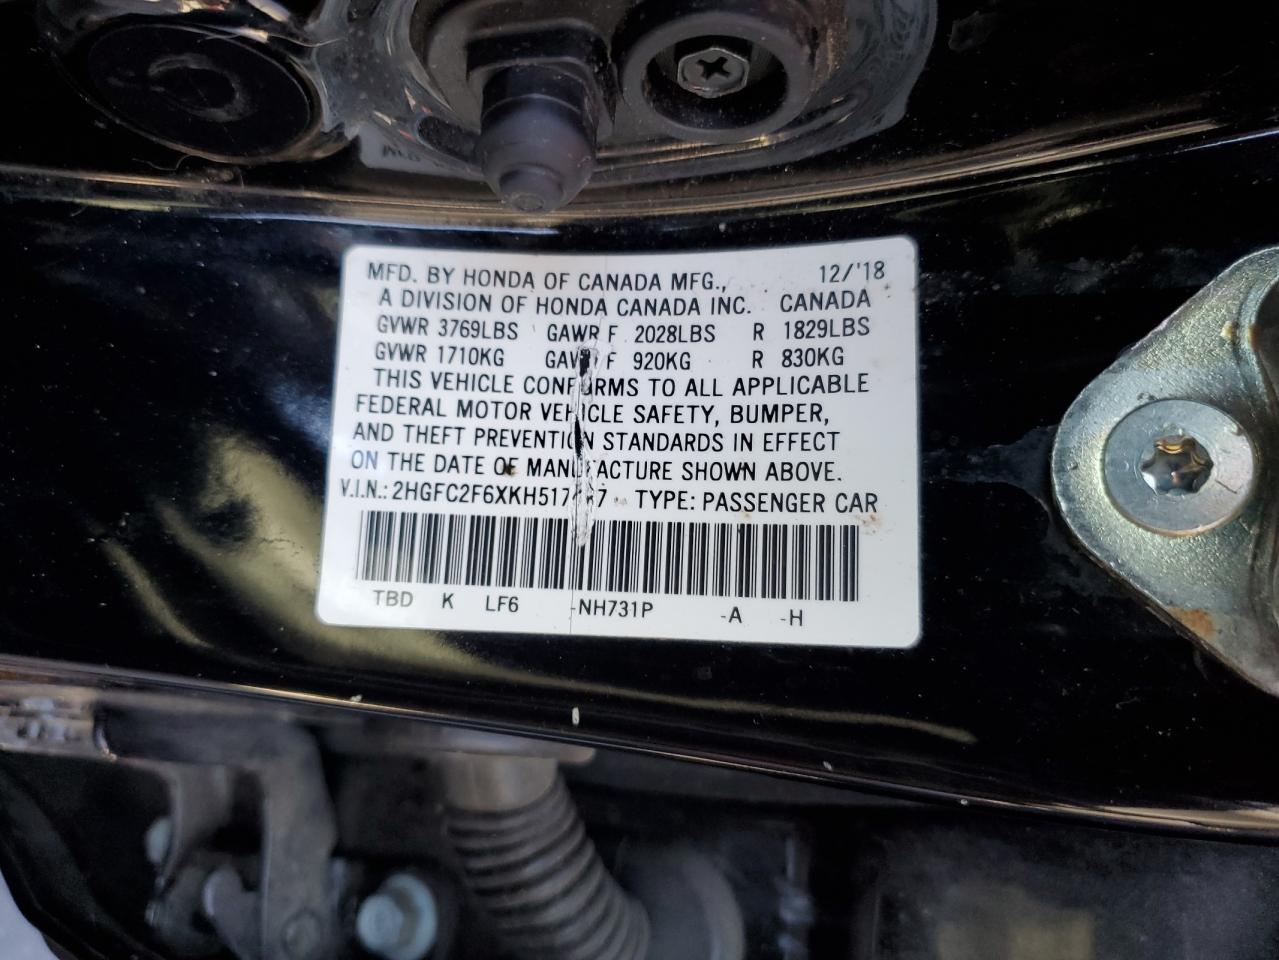 MFD. BY HONDA OF CANADA MFG., 12/'18
A DIVISION OF HONDA CANADA INC. CANADA
GVWR 3769LBS GAWR F 2028LBS R 1829LBS
GVWR 1710KG GAWR F 920KG R 830KG
THIS VEHICLE CONFORMS TO ALL APPLICABLE
FEDERAL MOTOR VEHICLE SAFETY, BUMPER,
AND THEFT PREVENTION STANDARDS IN EFFECT
ON THE DATE OF MANUFACTURE SHOWN ABOVE.
V.I.N.: TYPE: PASSENGER CAR
TBD K LF6 -NH731P -A -H